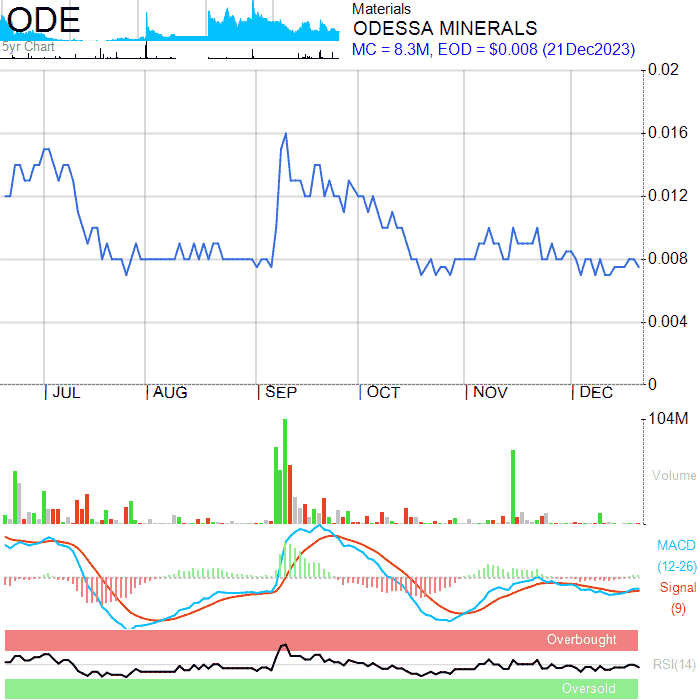 ODE
5yr Chart
Materials
ODESSA MINERALS
MC = 8.3M, EOD = $0.008 (21Dec2023)
0.02
0.016
0.012
0.008
0.004
0
JUL AUG SEP OCT NOV DEC
104M
Volume
MACD
(12-26)
Signal
(9)
Overbought
RSI(14)
Oversold